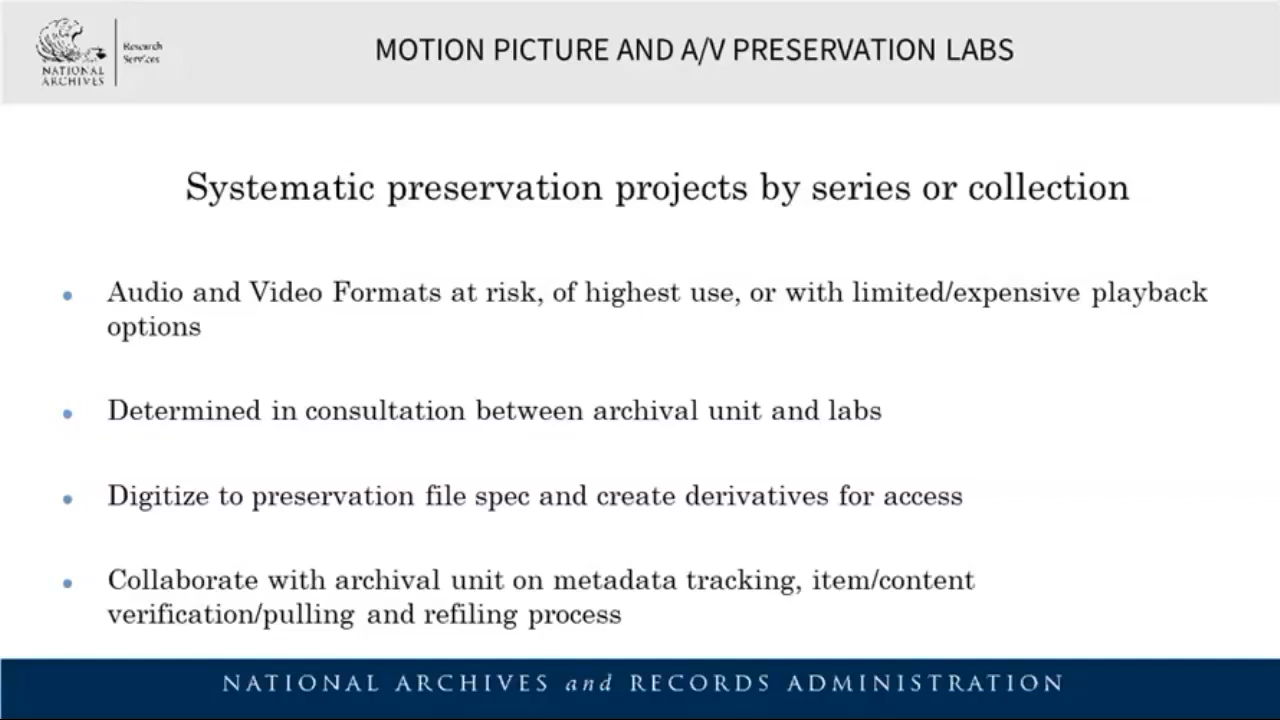 NATIONAL
ARCHIVES
Research
Services
MOTION PICTURE AND A/V PRESERVATION LABS
Systematic preservation projects by series or collection
• Audio and Video Formats at risk, of highest use, or with limited/expensive playback
options
• Determined in consultation between archival unit and labs
• Digitize to preservation file spec and create derivatives for access
• Collaborate with archival unit on metadata tracking, item/content
verification/pulling and refiling process
NATIONAL ARCHIVES and RECORDS ADMINISTRATION